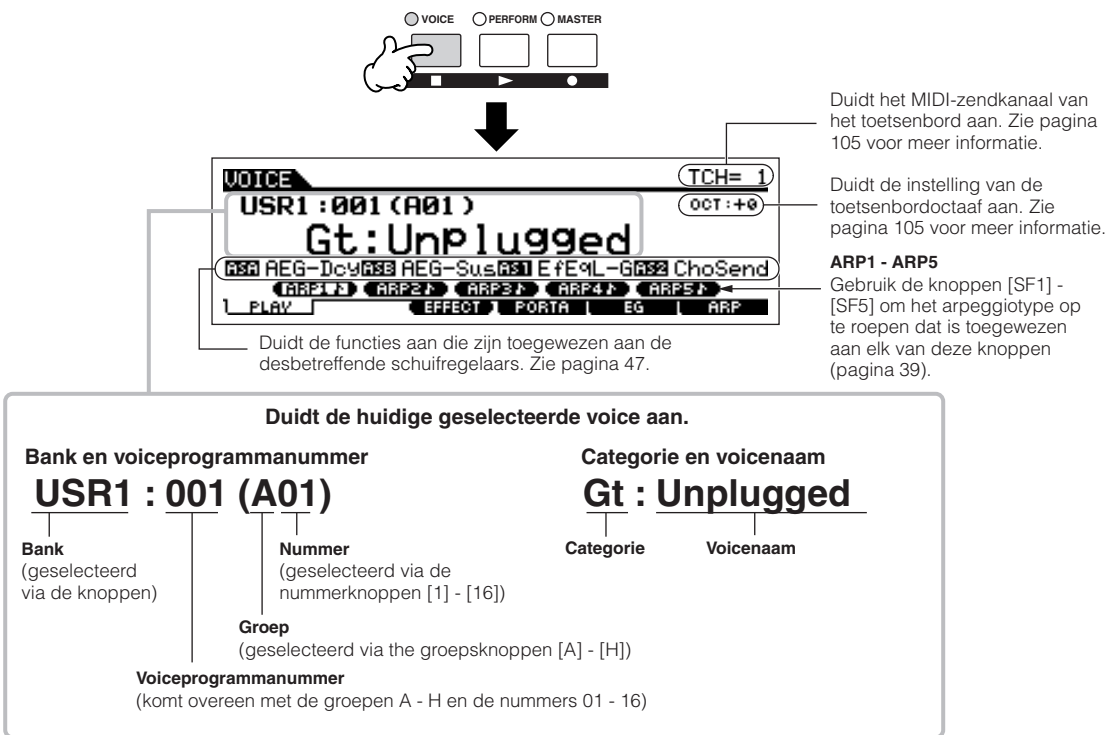 VOICE PERFORM MASTER
Duidt het MIDI-zendkanaal van
het toetsenbord aan. Zie pagina
105 voor meer informatie.
VOICE
TCH= 1
USR1:001(A01)
OCT:+0
Gt:Unplugged
Duidt de instelling van de
toetsenbordoctaaf aan. Zie
pagina 105 voor meer informatie.
ASA AEG-Dcy ASB AEG-Sus AS1 EfEqL-G AS2 ChoSend
ARP1♪ ARP2♪ ARP3♪ ARP4♪ ARP5♪
PLAY EFFECT PORTA EG ARP
ARP1 - ARP5
Gebruik de knoppen [SF1] -
[SF5] om het arpeggiotype op
te roepen dat is toegewezen
aan elk van deze knoppen
(pagina 39).
Duidt de functies aan die zijn toegewezen aan de
desbetreffende schuifregelaars. Zie pagina 47.
Duidt de huidige geselecteerde voice aan.
Bank en voiceprogrammanummer
USR1 : 001 (A01)
Bank
(geselecteerd
via de knoppen)
Nummer
(geselecteerd via de
nummerknoppen [1] - [16])
Groep
(geselecteerd via the groepsknoppen [A] - [H])
Voiceprogrammanummer
(komt overeen met de groepen A - H en de nummers 01 - 16)
Categorie en voicenaam
Gt : Unplugged
Categorie
Voicenaam